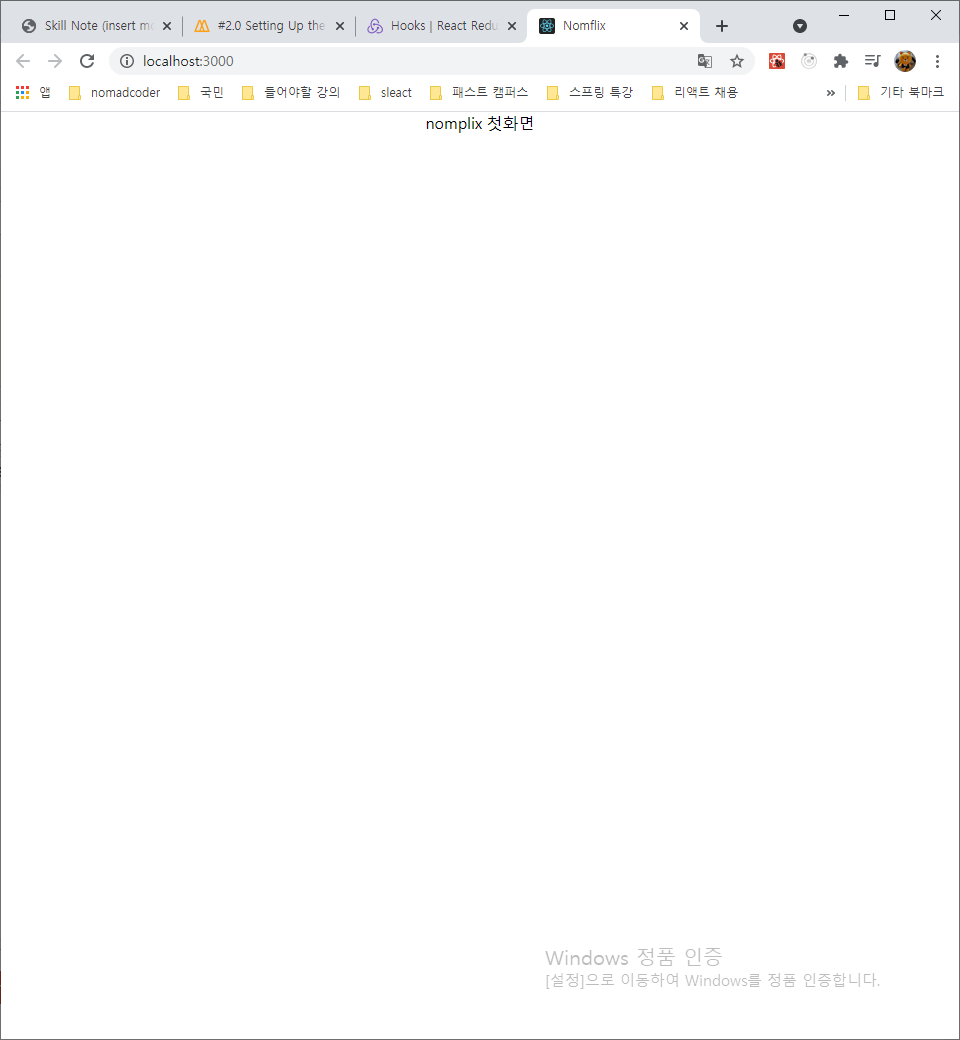 Skill Note (insert mo
#2.0 Setting Up the
Hooks | React Redu
Nomflix
localhost:3000
앱 nomadcoder 국민 들어야할 강의 sleact 패스트 캠퍼스 스프링 특강 리액트 채용 » 기타 북마크
nomplix 첫화면
Windows 정품 인증
[설정]으로 이동하여 Windows를 정품 인증합니다.